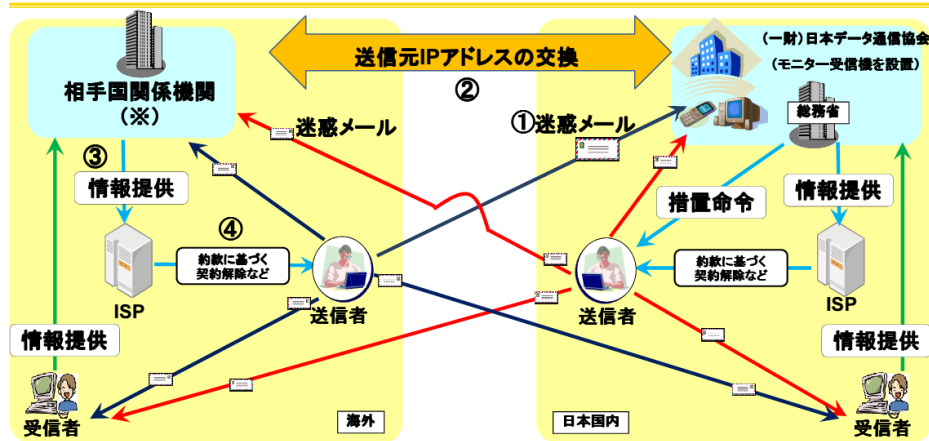 送信元IPアドレスの交換
②
(一財)日本データ通信協会
(モニター受信機を設置)
総務省
相手国関係機関
(※)
迷惑メール
①迷惑メール
③
情報提供
措置命令
情報提供
④
約款に基づく
契約解除など
約款に基づく
契約解除など
ISP
送信者
送信者
ISP
情報提供
情報提供
受信者
海外
日本国内
受信者